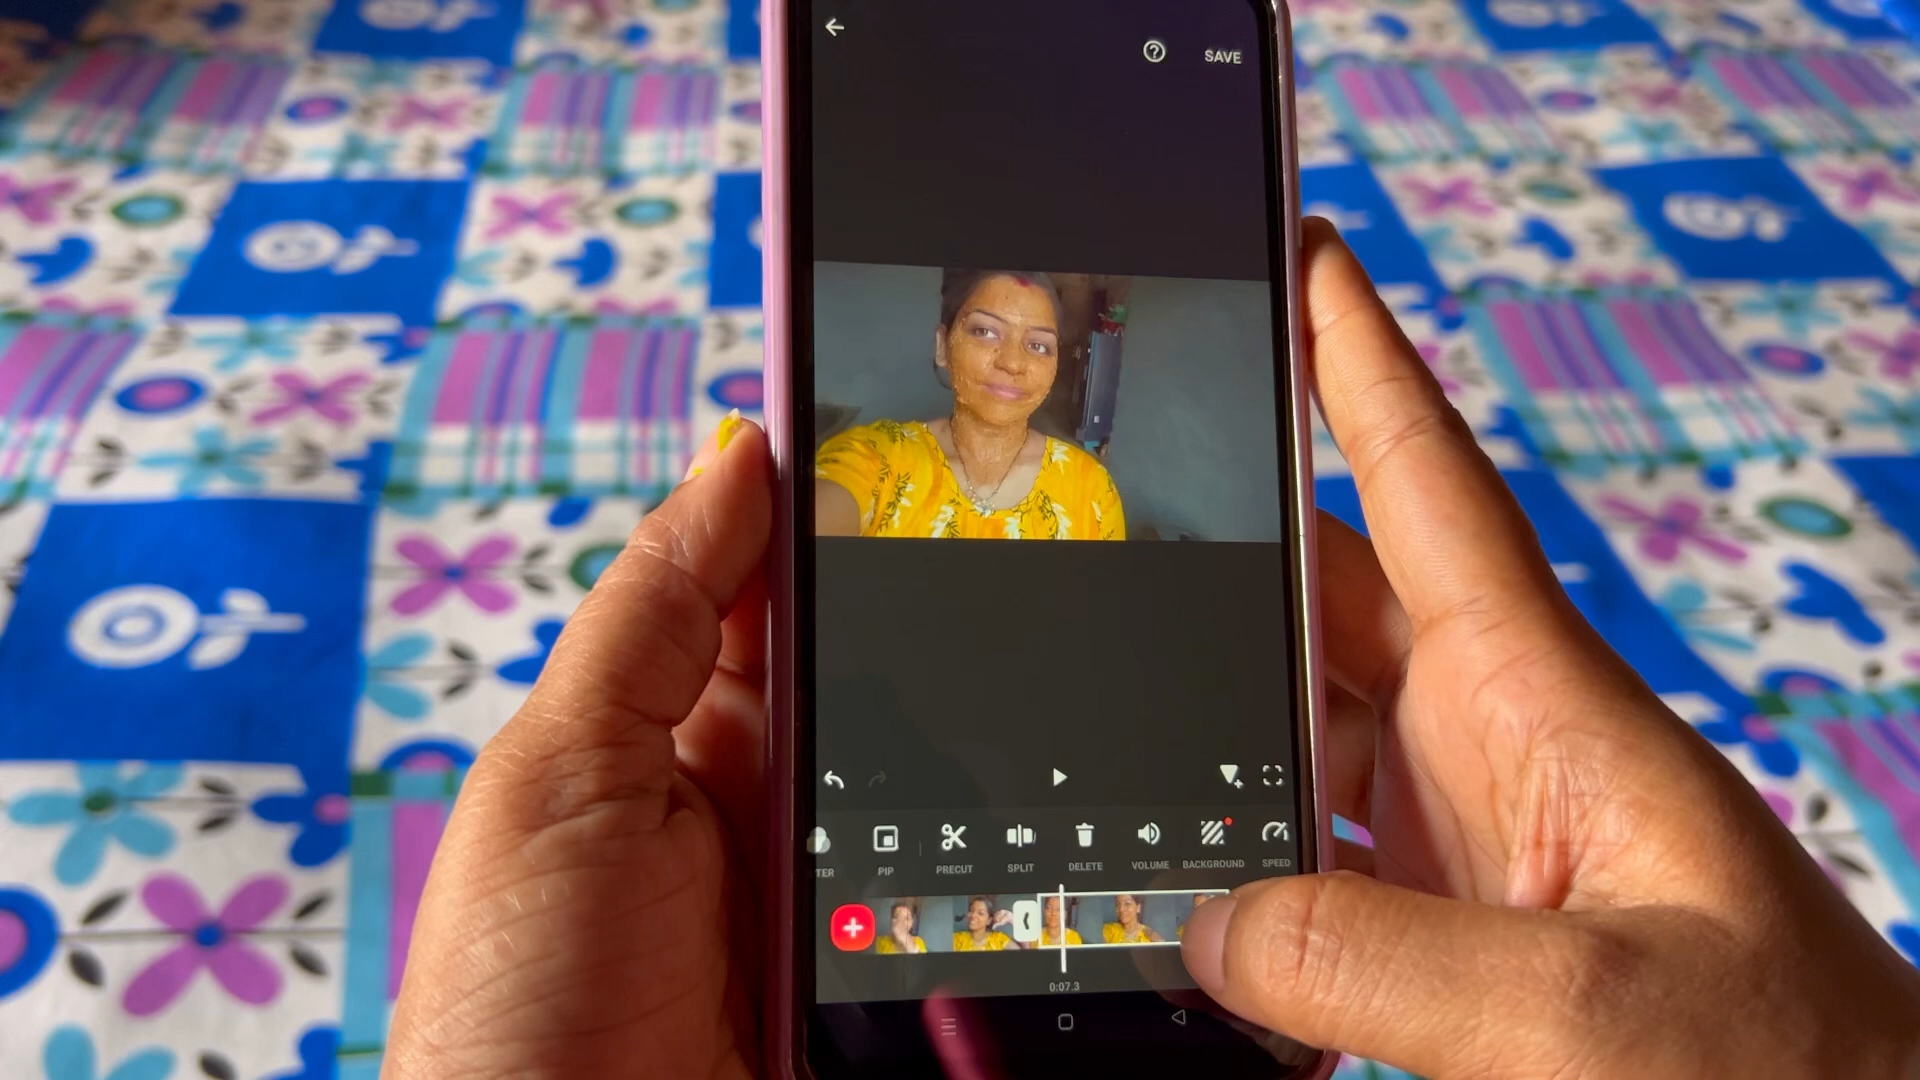 SAVE
TER PIP PRECUT SPLIT DELETE VOLUME BACKGROUND SPEED
0:07.3